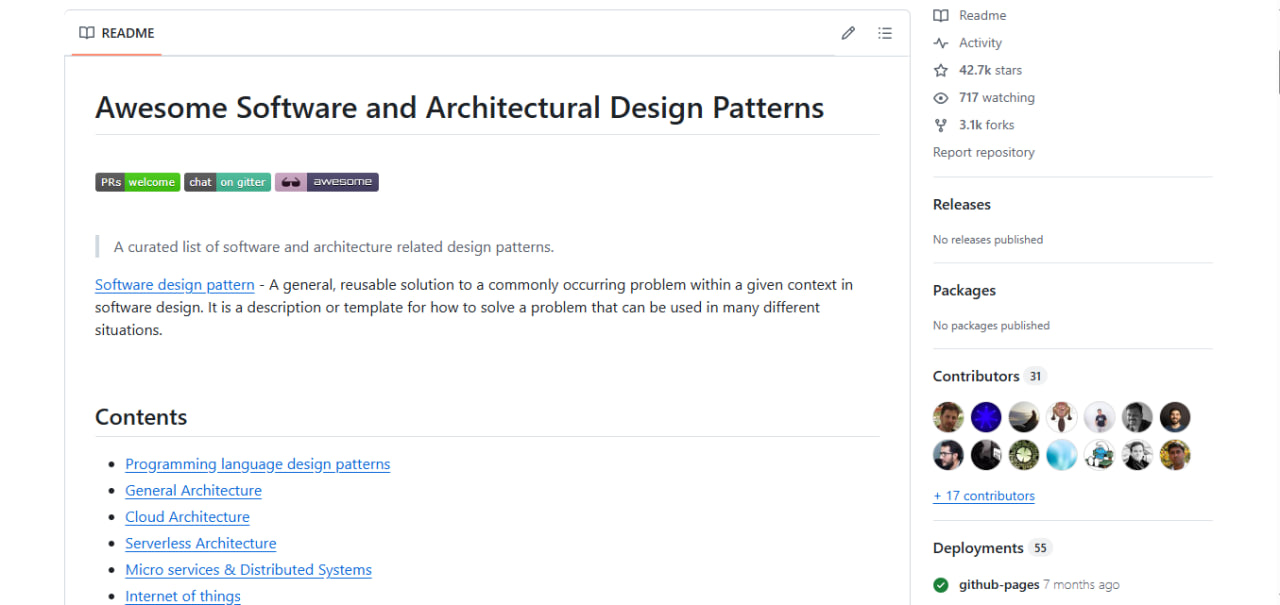 README
Awesome Software and Architectural Design Patterns
PRs welcome chat on gitter awesome
A curated list of software and architecture related design patterns.
Software design pattern - A general, reusable solution to a commonly occurring problem within a given context in
software design. It is a description or template for how to solve a problem that can be used in many different
situations.
Contents
Programming language design patterns
General Architecture
Cloud Architecture
Serverless Architecture
Micro services & Distributed Systems
Internet of things
Readme
Activity
42.7k stars
717 watching
3.1k forks
Report repository
Releases
No releases published
Packages
No packages published
Contributors 31
+ 17 contributors
Deployments 55
github-pages 7 months ago